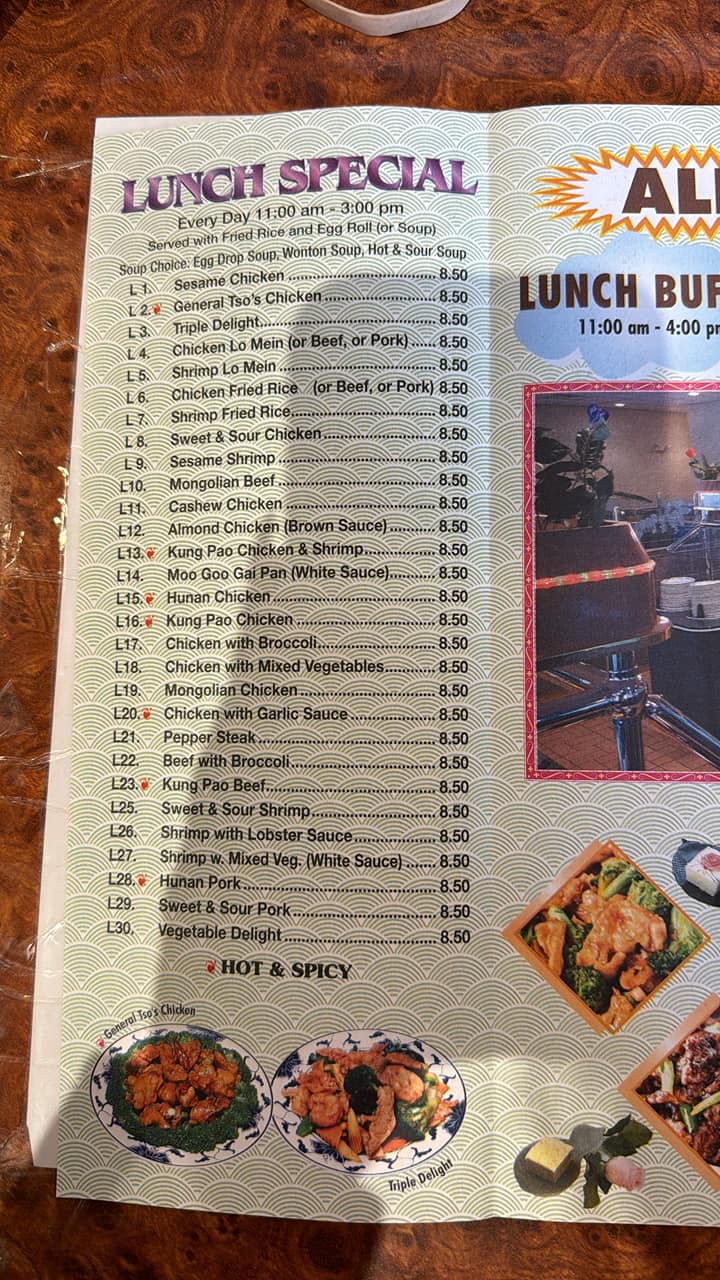 LUNCH SPECIAL
Every Day 11:00 am - 3:00 pm
Served with Fried Rice and Egg Roll (or Soup)
Soup Choice: Egg Drop Soup, Wonton Soup, Hot & Sour Soup
L 1. Sesame Chicken 8.50
L 2. General Tso's Chicken 8.50
L 3. Triple Delight 8.50
L 4. Chicken Lo Mein (or Beef, or Pork) 8.50
L 5. Shrimp Lo Mein 8.50
L 6. Chicken Fried Rice (or Beef, or Pork) 8.50
L 7. Shrimp Fried Rice 8.50
L 8. Sweet & Sour Chicken 8.50
L 9. Sesame Shrimp 8.50
L10. Mongolian Beef 8.50
L11. Cashew Chicken 8.50
L12. Almond Chicken (Brown Sauce) 8.50
L13. Kung Pao Chicken & Shrimp 8.50
L14. Moo Goo Gai Pan (White Sauce) 8.50
L15. Hunan Chicken 8.50
L16. Kung Pao Chicken 8.50
L17. Chicken with Broccoli 8.50
L18. Chicken with Mixed Vegetables 8.50
L19. Mongolian Chicken 8.50
L20. Chicken with Garlic Sauce 8.50
L21. Pepper Steak 8.50
L22. Beef with Broccoli 8.50
L23. Kung Pao Beef 8.50
L25. Sweet & Sour Shrimp 8.50
L26. Shrimp with Lobster Sauce 8.50
L27. Shrimp w. Mixed Veg. (White Sauce) 8.50
L28. Hunan Pork 8.50
L29. Sweet & Sour Pork 8.50
L30. Vegetable Delight 8.50
HOT & SPICY
General Tso's Chicken
Triple Delight
LUNCH
11:00 am - 4:00